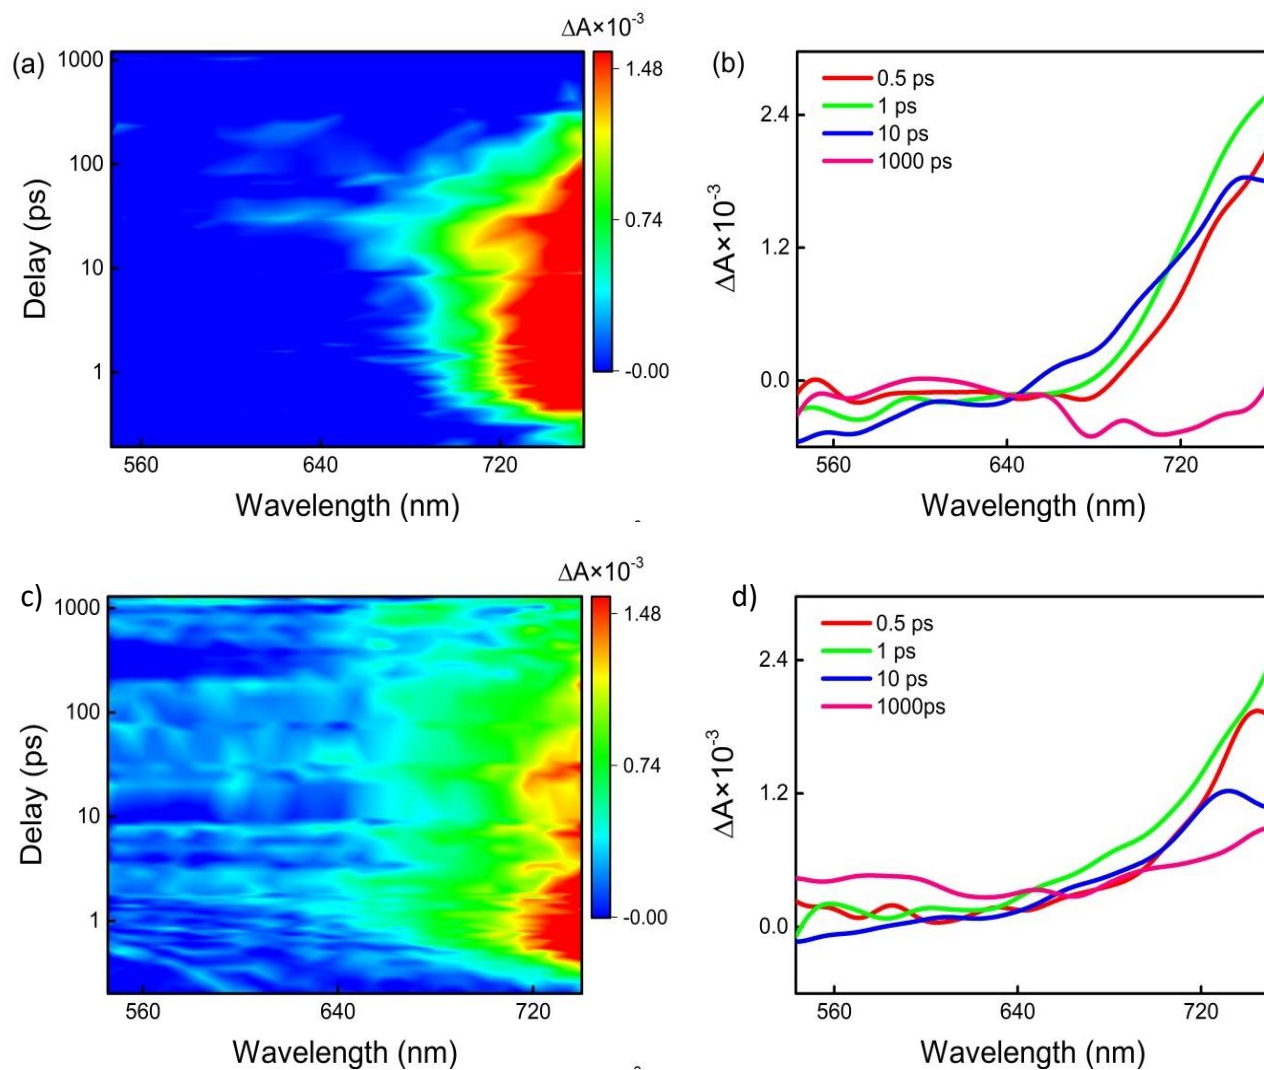 (a)
ΔA×10⁻³
1000
100
10
1
Delay (ps)
1.48
0.74
-0.00
560
640
720
Wavelength (nm)
(b)
0.5 ps
1 ps
10 ps
1000 ps
2.4
1.2
0.0
ΔA×10⁻³
560
640
720
Wavelength (nm)
c)
ΔA×10⁻³
1000
100
10
1
Delay (ps)
1.48
0.74
-0.00
560
640
720
Wavelength (nm)
d)
0.5 ps
1 ps
10 ps
1000ps
2.4
1.2
0.0
ΔA×10⁻³
560
640
720
Wavelength (nm)